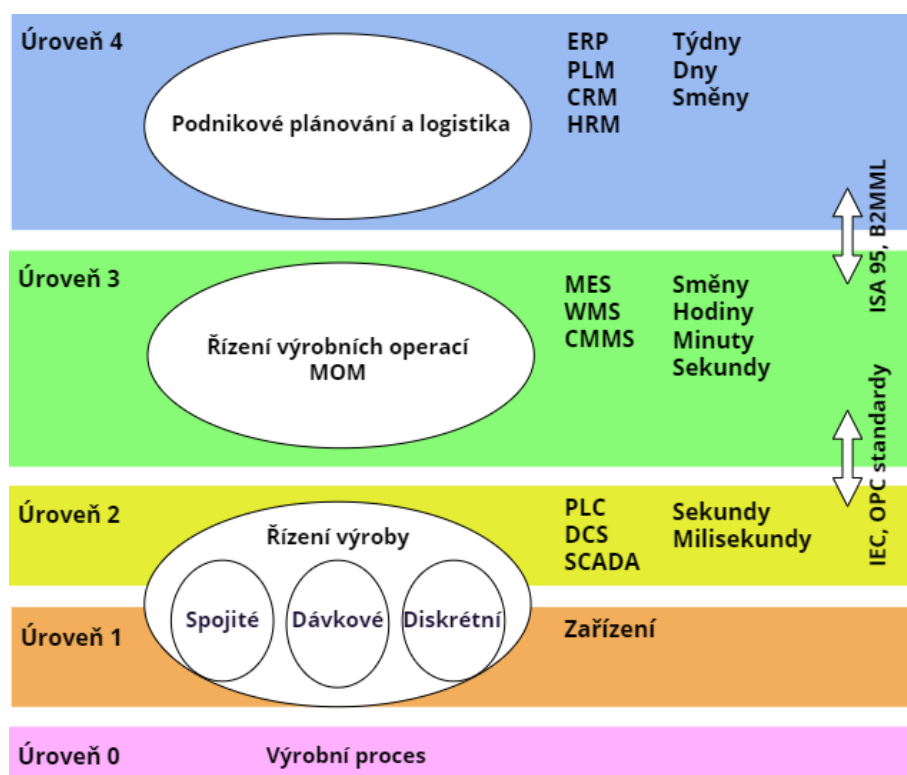 Úroveň 4
Podnikové plánování a logistika
ERP
PLM
CRM
HRM
Týdny
Dny
Směny
ISA 95, B2MML
Úroveň 3
Řízení výrobních operací
MOM
MES
WMS
CMMS
Směny
Hodiny
Minuty
Sekundy
IEC, OPC standardy
Úroveň 2
Řízení výroby
PLC
DCS
SCADA
Sekundy
Milisekundy
Spojité
Dávkové
Diskrétní
Úroveň 1
Zařízení
Úroveň 0
Výrobní proces